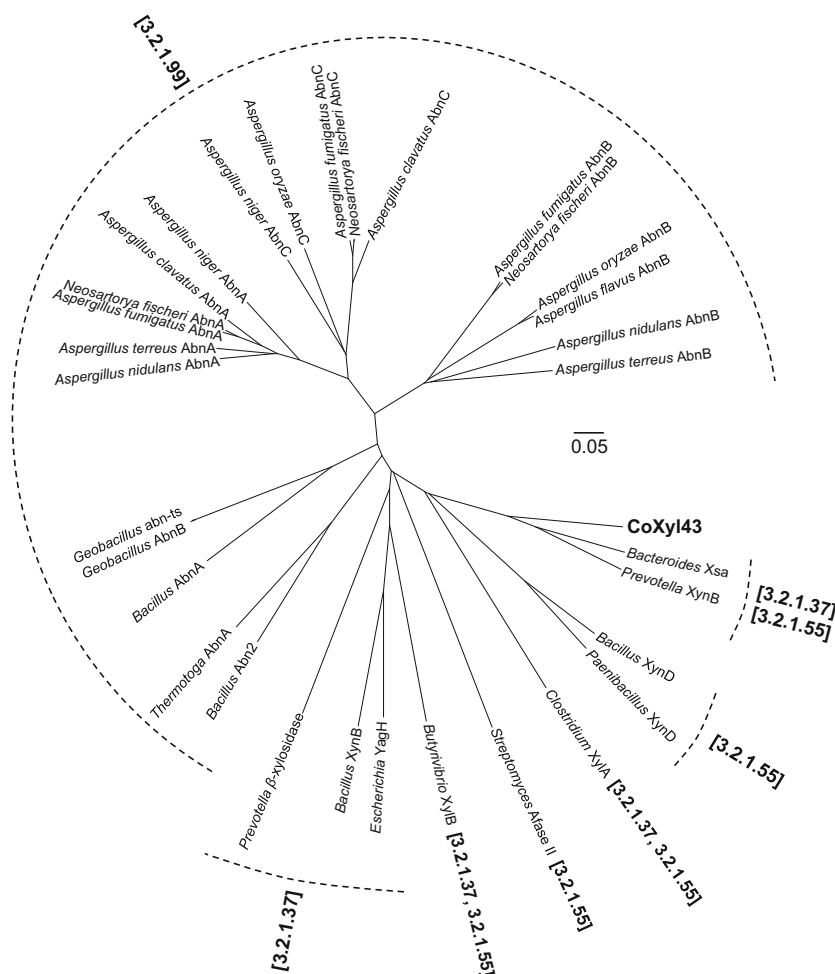 [3.2.1.99]
Aspergillus fumigatus AbnC
Neosartorya fischeri AbnC
Aspergillus clavatus AbnC
Aspergillus oryzae AbnC
Aspergillus niger AbnC
Aspergillus niger AbnA
Aspergillus clavatus AbnA
Neosartorya fischeri AbnA
Aspergillus fumigatus AbnA
Aspergillus terreus AbnA
Aspergillus nidulans AbnA
Aspergillus fumigatus AbnB
Neosartorya fischeri AbnB
Aspergillus oryzae AbnB
Aspergillus flavus AbnB
Aspergillus nidulans AbnB
Aspergillus terreus AbnB
0.05
CoXyl43
Bacteroides Xsa
Prevotella XynB
[3.2.1.37]
[3.2.1.55]
Bacillus XynD
Paenibacillus XynD
[3.2.1.55]
Clostridium XylA [3.2.1.37, 3.2.1.55]
Streptomyces Afase II [3.2.1.55]
Butyrivibrio XylB [3.2.1.37, 3.2.1.55]
Escherichia YagH
Bacillus XynB
Prevotella β-xylosidase
[3.2.1.37]
Bacillus Abn2
Thermotoga AbnA
Bacillus AbnA
Geobacillus AbnB
Geobacillus abn-ts